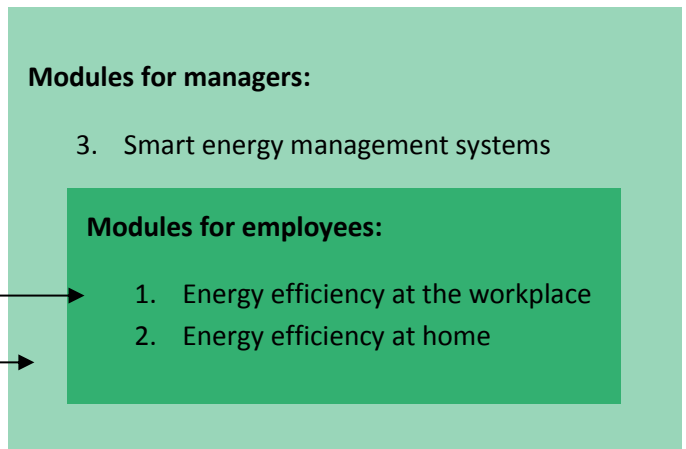 Modules for managers:
3. Smart energy management systems
Modules for employees:
1. Energy efficiency at the workplace
2. Energy efficiency at home